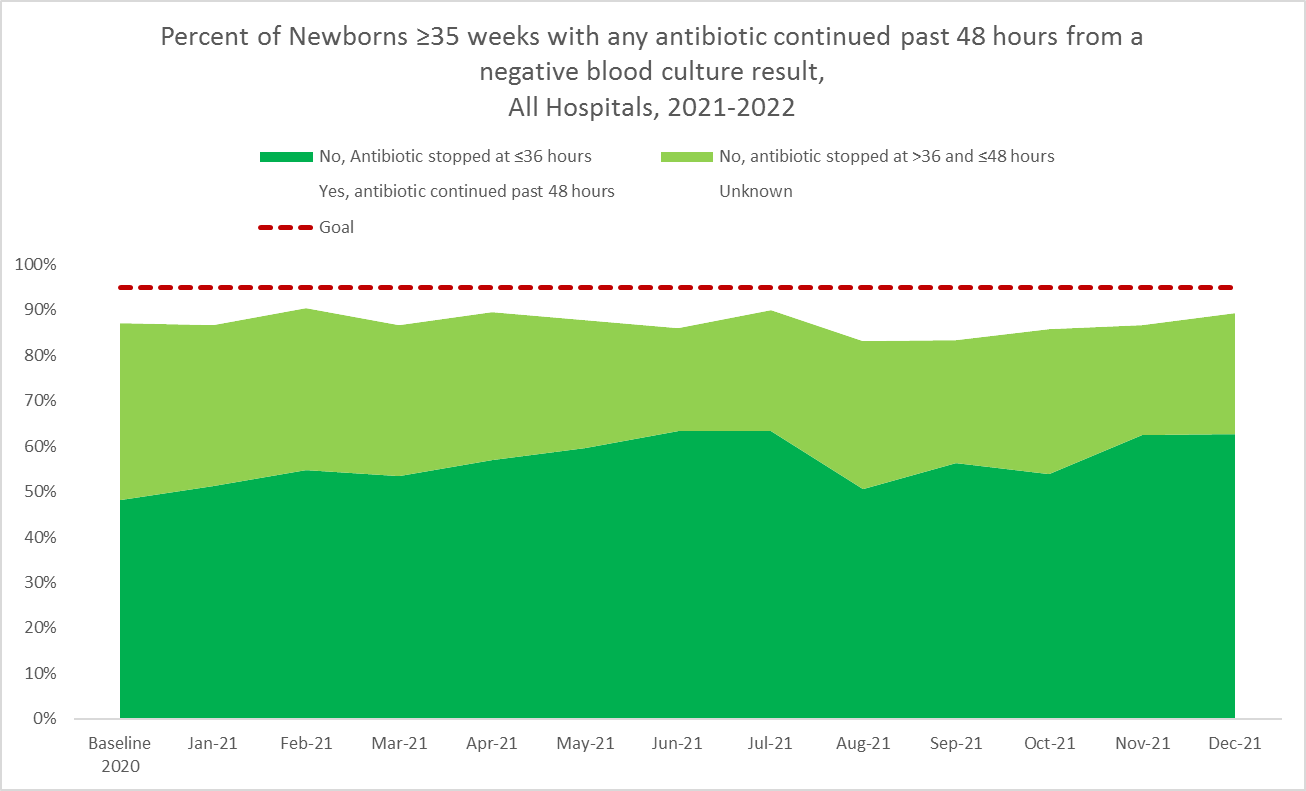 Percent of Newborns ≥35 weeks with any antibiotic continued past 48 hours from a
negative blood culture result,
All Hospitals, 2021-2022
No, Antibiotic stopped at ≤36 hours
No, antibiotic stopped at >36 and ≤48 hours
Yes, antibiotic continued past 48 hours
Unknown
Goal
100%
90%
80%
70%
60%
50%
40%
30%
20%
10%
0%
Baseline
2020
Jan-21
Feb-21
Mar-21
Apr-21
May-21
Jun-21
Jul-21
Aug-21
Sep-21
Oct-21
Nov-21
Dec-21